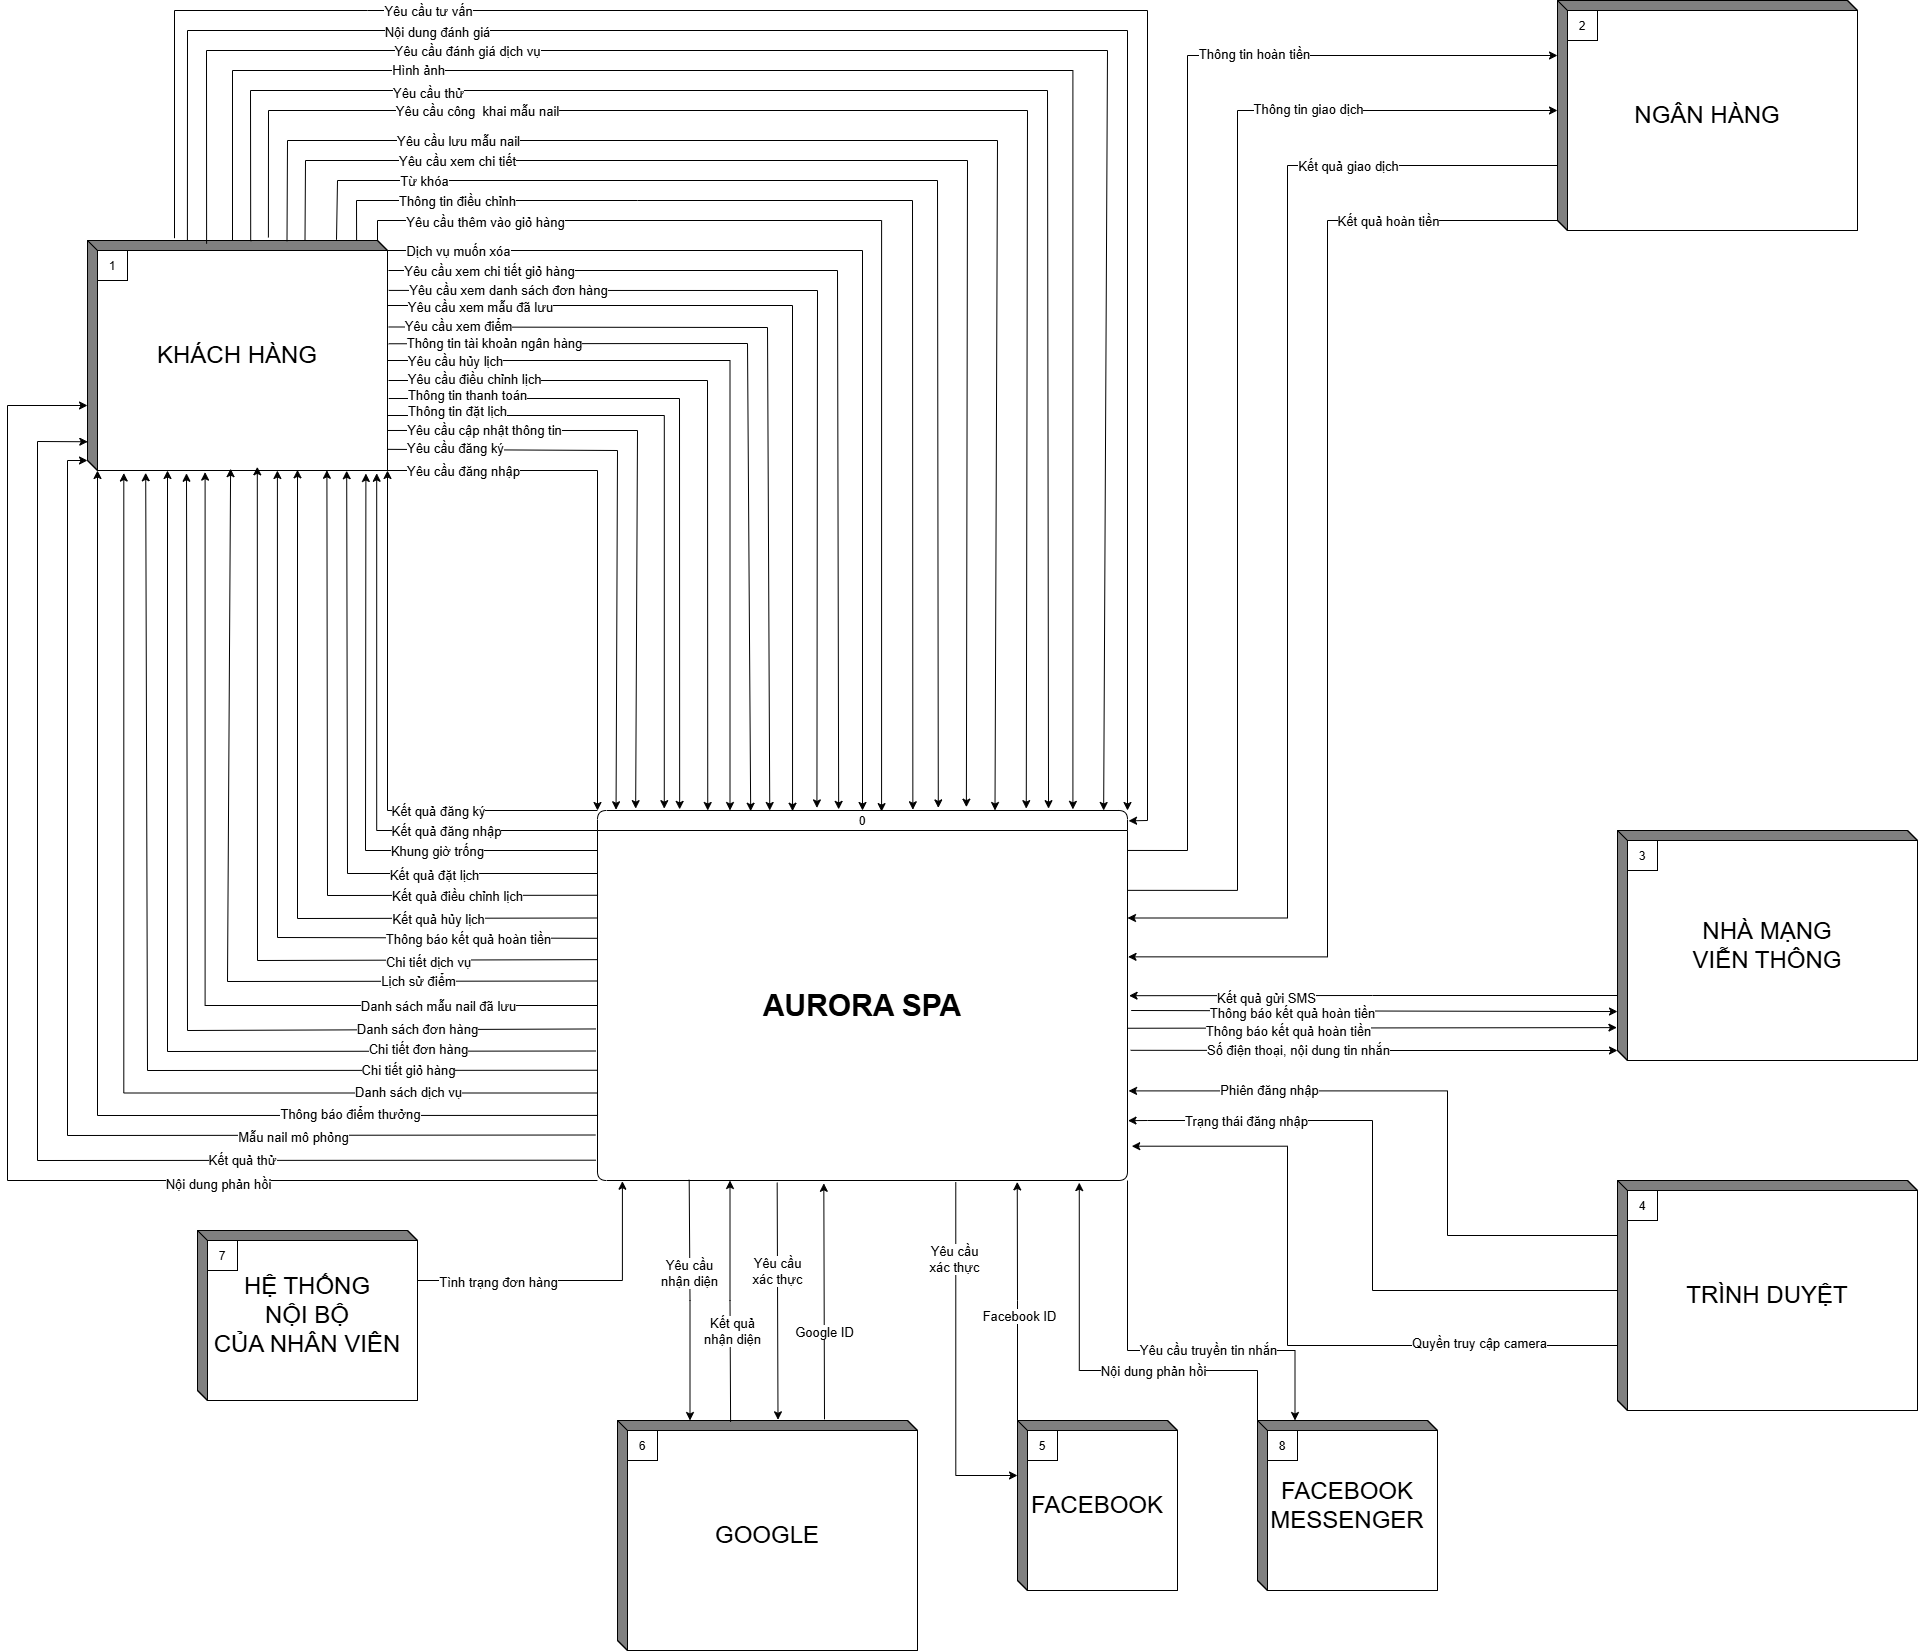 Yêu cầu tư vấn
Nội dung đánh giá
Yêu cầu đánh giá dịch vụ
Hình ảnh
Yêu cầu thử
Yêu cầu công  khai mẫu nail
Yêu cầu lưu mẫu nail
Yêu cầu xem chi tiết
Từ khóa
Thông tin điều chỉnh
Yêu cầu thêm vào giỏ hàng
Dịch vụ muốn xóa
Yêu cầu xem chi tiết giỏ hàng
Yêu cầu xem danh sách đơn hàng
Yêu cầu xem mẫu đã lưu
Yêu cầu xem điểm
Thông tin tài khoản ngân hàng
Yêu cầu hủy lịch
Yêu cầu điều chỉnh lịch
Thông tin thanh toán
Thông tin đặt lịch
Yêu cầu cập nhật thông tin
Yêu cầu đăng ký
Yêu cầu đăng nhập
1
KHÁCH HÀNG
Thông tin hoàn tiền
Thông tin giao dịch
Kết quả giao dịch
Kết quả hoàn tiền
2
NGÂN HÀNG
Kết quả đăng ký
Kết quả đăng nhập
Khung giờ trống
Kết quả đặt lịch
Kết quả điều chỉnh lịch
Kết quả hủy lịch
Thông báo kết quả hoàn tiền
Chi tiết dịch vụ
Lịch sử điểm
Danh sách mẫu nail đã lưu
Danh sách đơn hàng
Chi tiết đơn hàng
Chi tiết giỏ hàng
Danh sách dịch vụ
Thông báo điểm thưởng
Mẫu nail mô phỏng
Kết quả thử
Nội dung phản hồi
0
AURORA SPA
Kết quả gửi SMS
Thông báo kết quả hoàn tiền
Thông báo kết quả hoàn tiền
Số điện thoại, nội dung tin nhắn
3
NHÀ MẠNG
VIỄN THÔNG
Phiên đăng nhập
Trạng thái đăng nhập
Quyền truy cập camera
4
TRÌNH DUYỆT
7
HỆ THỐNG
NỘI BỘ
CỦA NHÂN VIÊN
Tình trạng đơn hàng
Yêu cầu
nhận diện
Kết quả
nhận diện
Yêu cầu
xác thực
Google ID
Yêu cầu
xác thực
Facebook ID
Yêu cầu truyền tin nhắn
Nội dung phản hồi
6
GOOGLE
5
FACEBOOK
8
FACEBOOK
MESSENGER